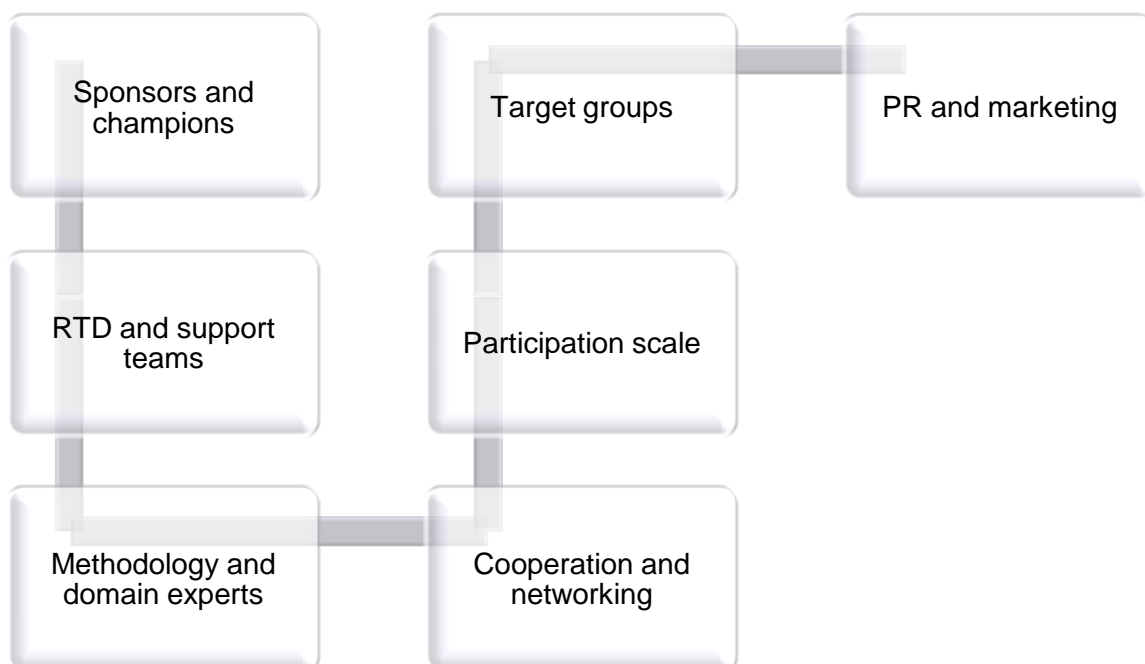 Sponsors and
champions
RTD and support
teams
Methodology and
domain experts
Cooperation and
networking
Participation scale
Target groups
PR and marketing